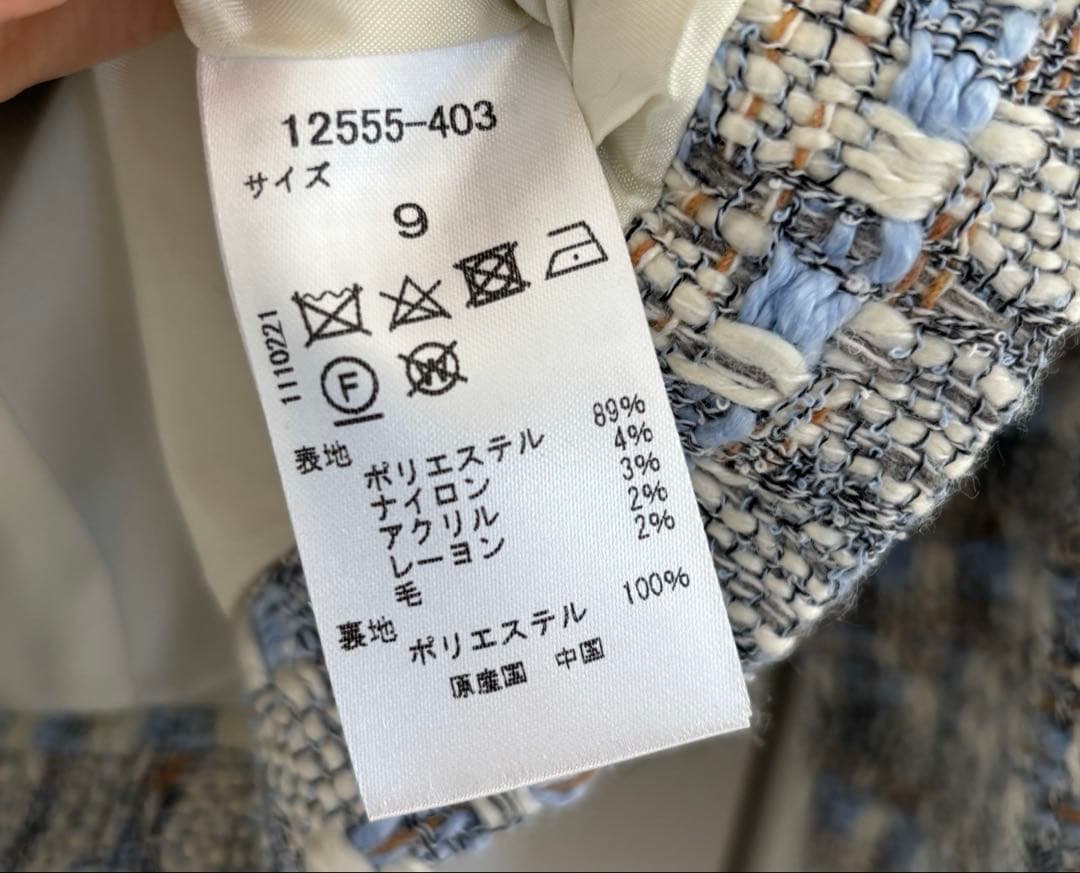 12555-403
サイズ
9
1110221
F
W
表地
ポリエステル 89%
ナイロン 4%
アクリル 3%
レーヨン 2%
毛 2%
裏地
ポリエステル 100%
原産国 中国